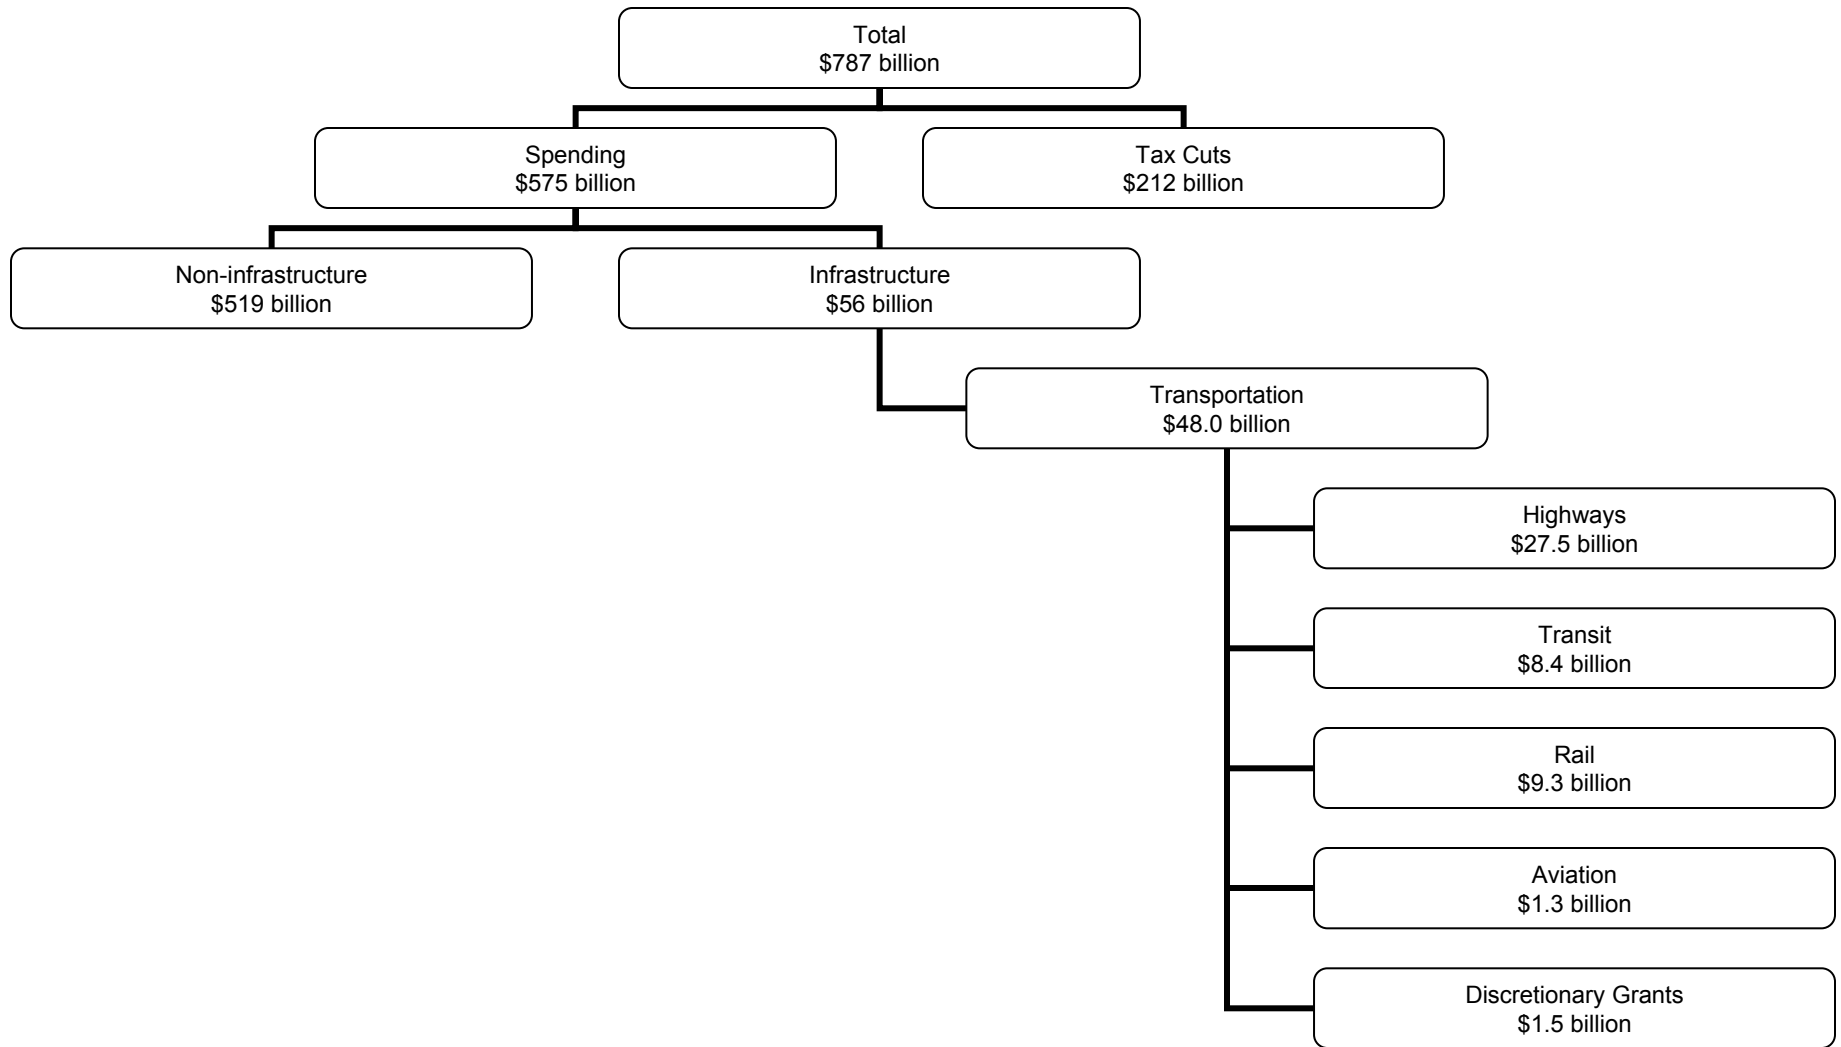 Total
$787 billion
Spending
$575 billion
Tax Cuts
$212 billion
Non-infrastructure
$519 billion
Infrastructure
$56 billion
Transportation
$48.0 billion
Highways
$27.5 billion
Transit
$8.4 billion
Rail
$9.3 billion
Aviation
$1.3 billion
Discretionary Grants
$1.5 billion